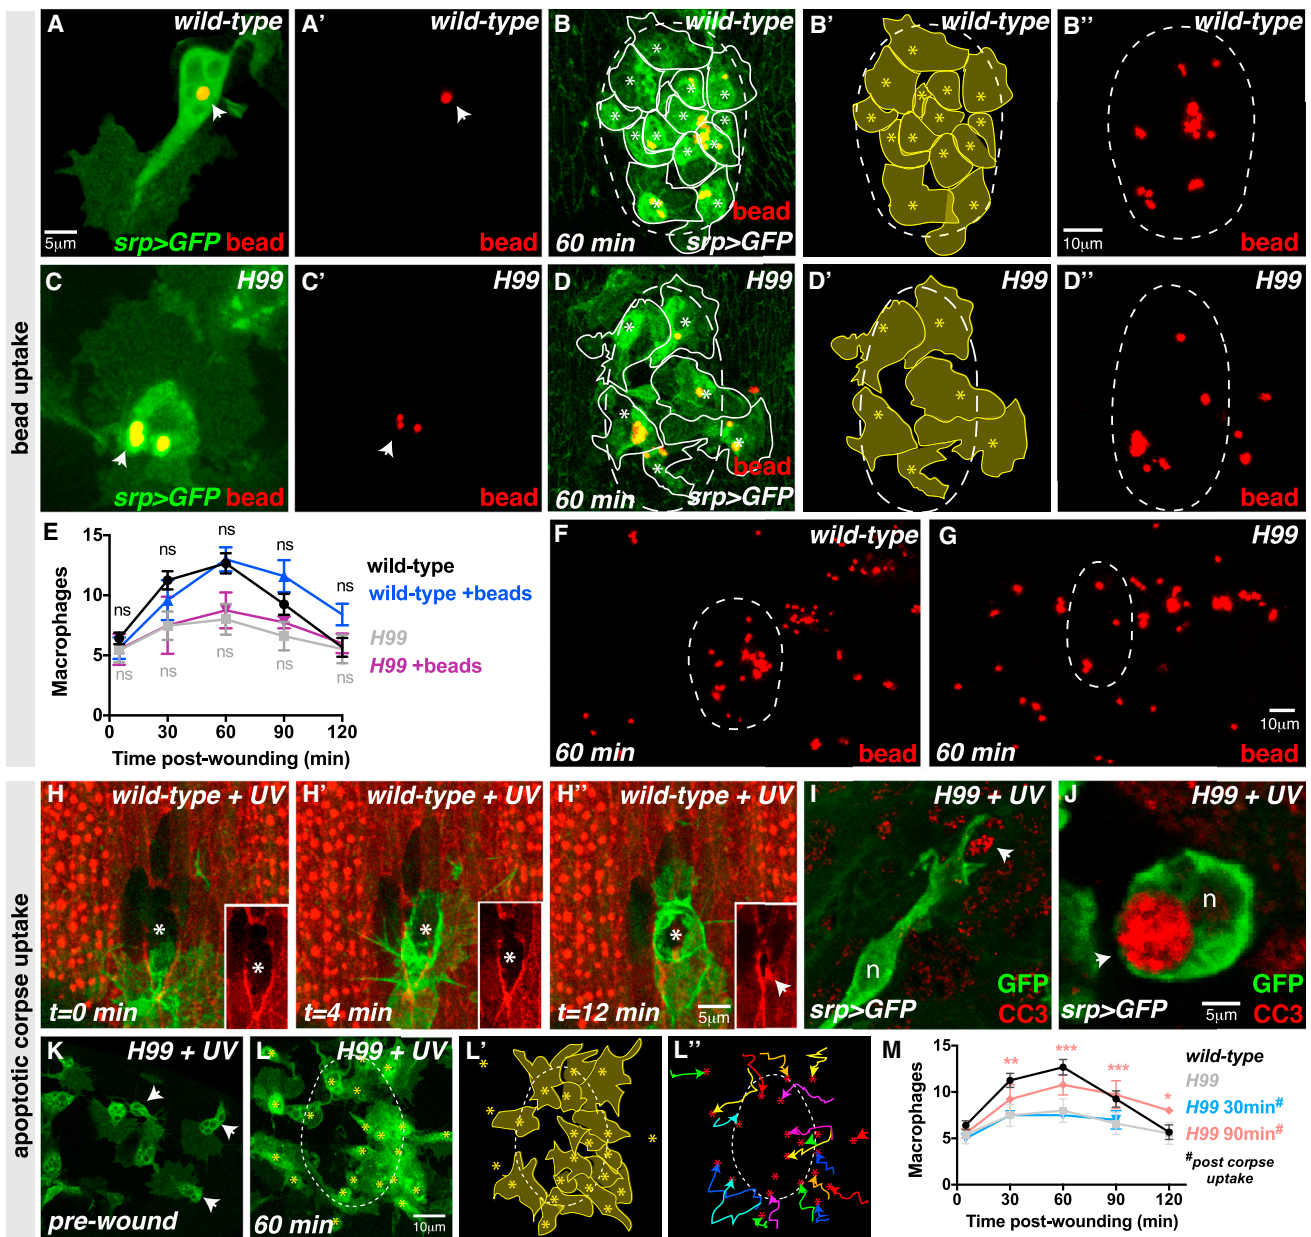 bead uptake
A
wild-type
5µm
srp>GFP bead
A’
wild-type
bead
B
wild-type
bead
60 min
srp>GFP
B’
wild-type
B’’
wild-type
10µm
bead
C
H99
srp>GFP bead
C’
H99
bead
D
H99
bead
60 min
srp>GFP
D’
H99
D’’
H99
bead
E
Macrophages
15
10
5
0
0
30
60
90
120
Time post-wounding (min)
ns
ns
ns
ns
ns
ns
ns
ns
ns
ns
wild-type
wild-type +beads
H99
H99 +beads
F
wild-type
60 min
bead
G
H99
10µm
60 min
bead
apoptotic corpse uptake
H
wild-type + UV
t=0 min
H’
wild-type + UV
t=4 min
H’’
wild-type + UV
t=12 min
5µm
I
H99 + UV
n
GFP
srp>GFP
CC3
J
H99 + UV
n
GFP
srp>GFP
5µm
CC3
K
H99 + UV
pre-wound
L
H99 + UV
60 min
10µm
L’
L’’
M
Macrophages
15
10
5
0
0
30
60
90
120
Time post-wounding (min)
**
***
***
*
wild-type
H99
H99 30min#
H99 90min#
#post corpse
uptake